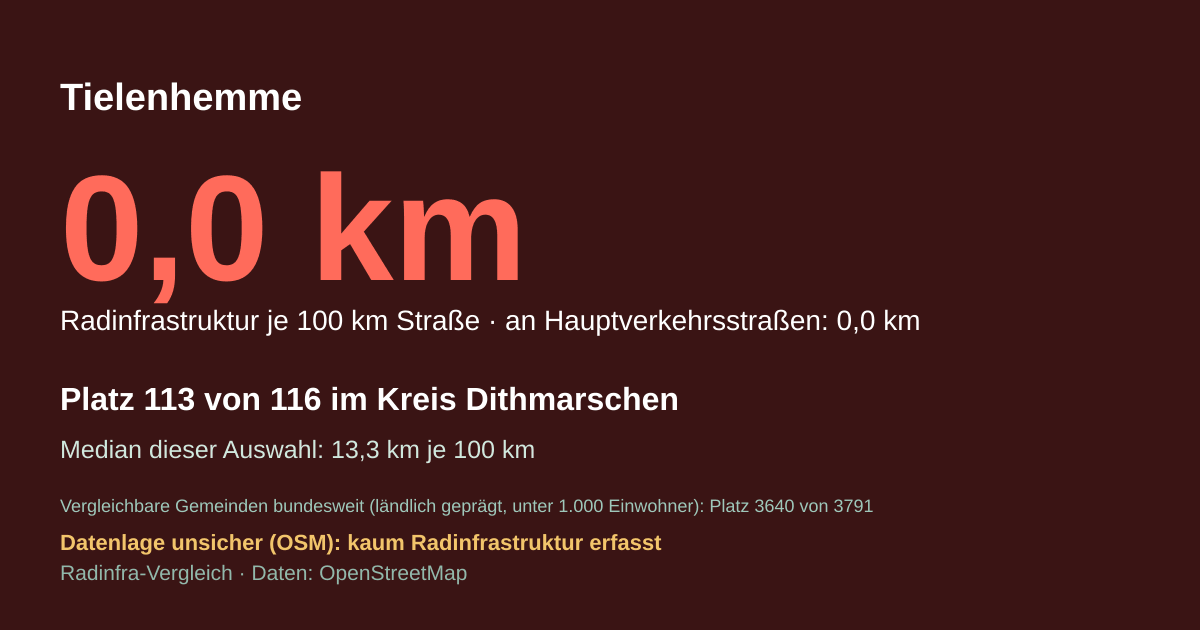 Tielenhemme
0,0 km
Radinfrastruktur je 100 km Straße · an Hauptverkehrsstraßen: 0,0 km
Platz 113 von 116 im Kreis Dithmarschen
Median dieser Auswahl: 13,3 km je 100 km
Vergleichbare Gemeinden bundesweit (ländlich geprägt, unter 1.000 Einwohner): Platz 3640 von 3791
Datenlage unsicher (OSM): kaum Radinfrastruktur erfasst
Radinfra-Vergleich · Daten: OpenStreetMap